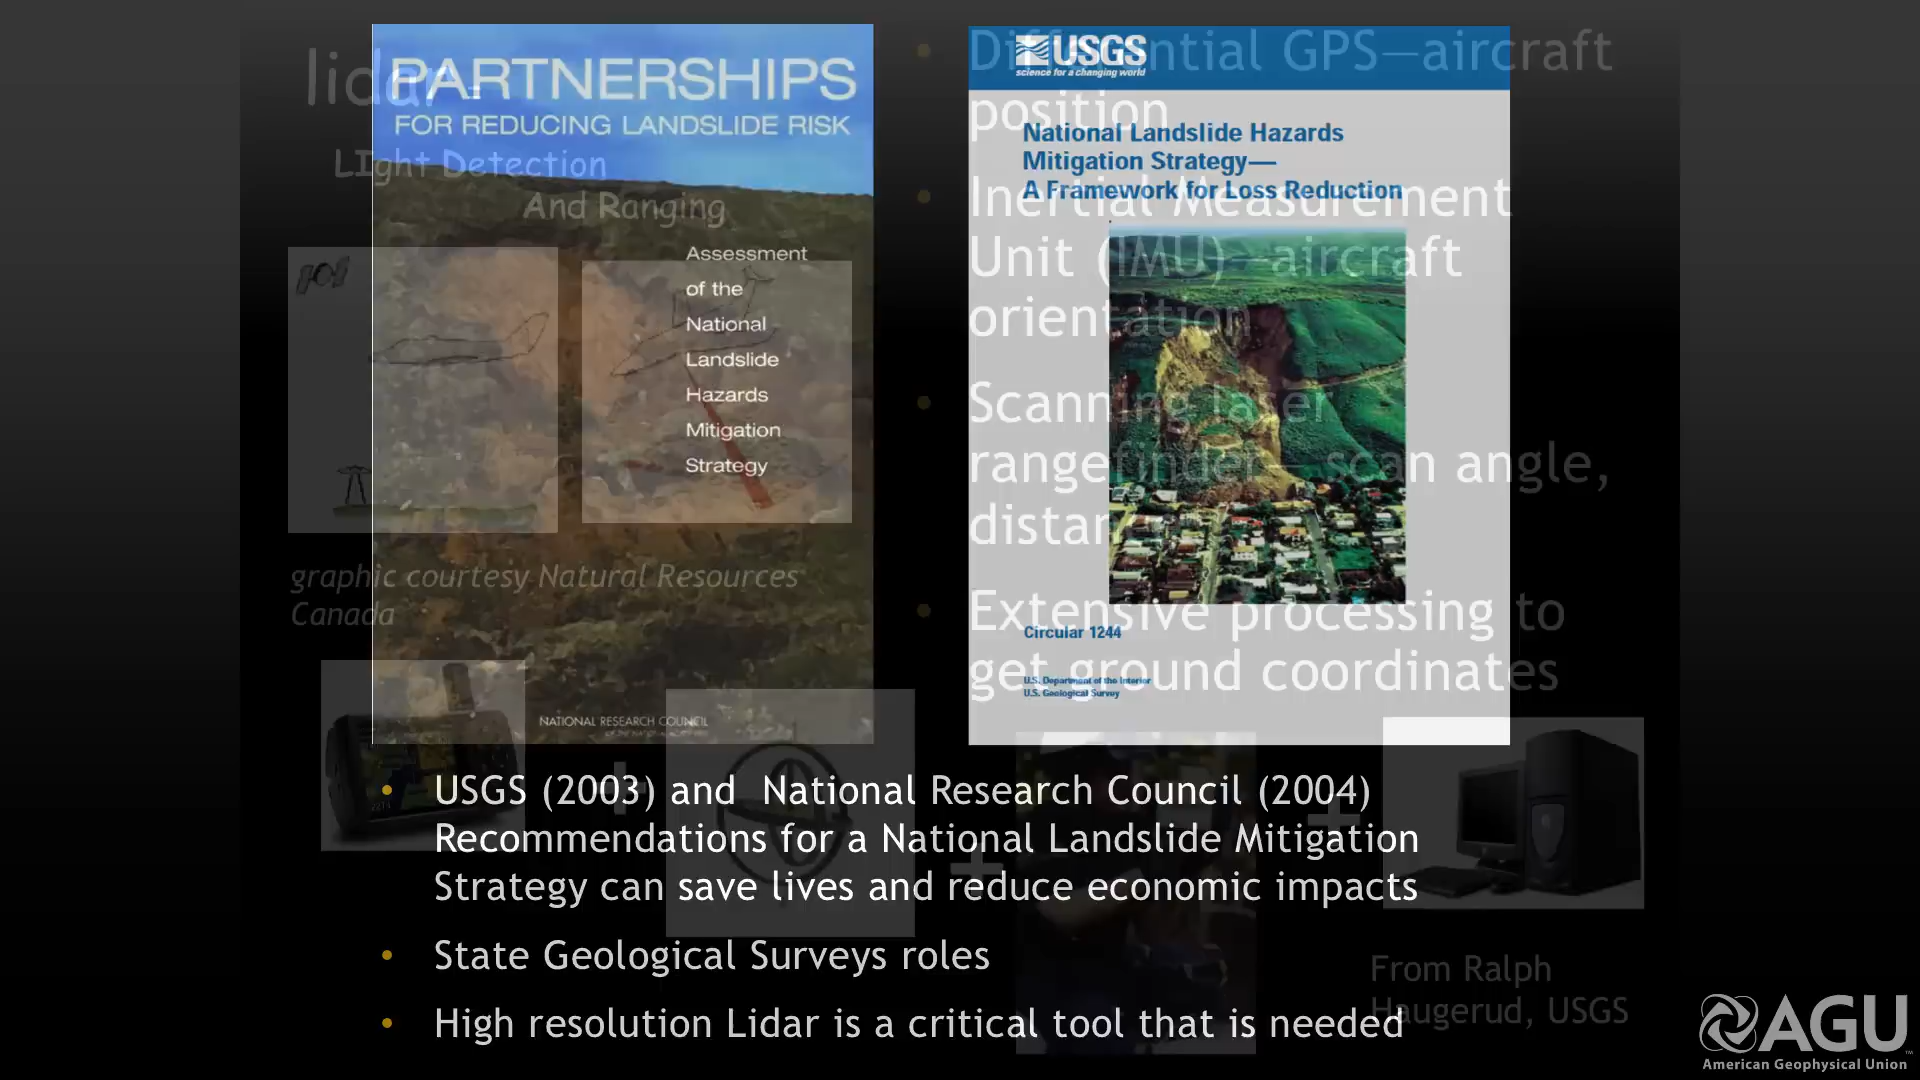 lidar-
LIght Detection
And Ranging
PARTNERSHIPS
FOR REDUCING LANDSLIDE RISK
Assessment
of the
National
Landslide
Hazards
Mitigation
Strategy
NATIONAL RESEARCH COUNCIL
graphic courtesy Natural Resources
Canada
USGS
science for a changing world
National Landslide Hazards
Mitigation Strategy—
A Framework for Loss Reduction
Circular 1244
U.S. Department of the Interior
U.S. Geological Survey
• Differential GPS—aircraft
position
• Inertial Measurement
Unit (IMU)—aircraft
orientation
• Scanning laser
rangefinder—scan angle,
• Extensive processing to
get ground coordinates
+
+
+
• USGS (2003) and National Research Council (2004)
Recommendations for a National Landslide Mitigation
Strategy can save lives and reduce economic impacts
• State Geological Surveys roles
• High resolution Lidar is a critical tool that is needed
From Ralph
Haugerud, USGS
AGU
American Geophysical Union